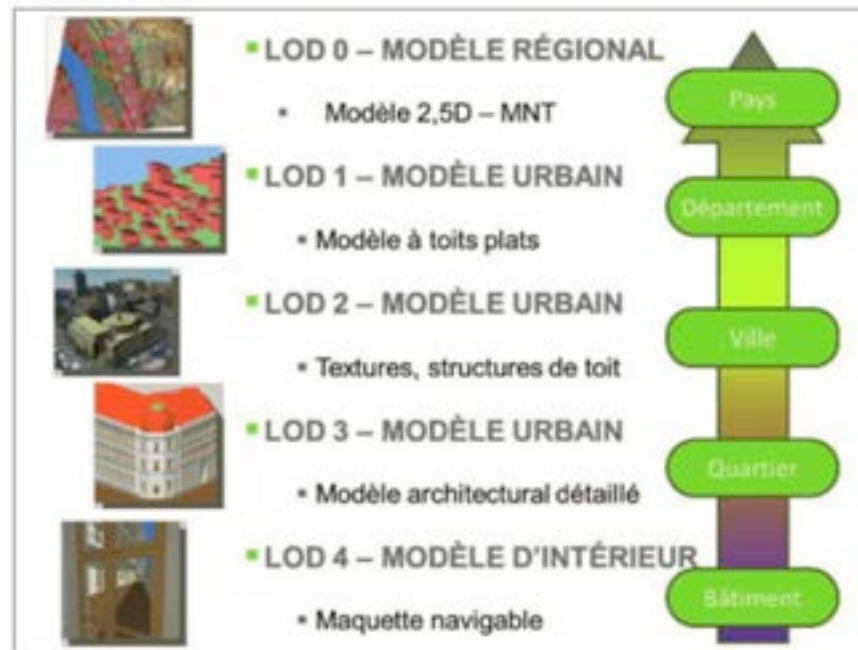 LOD 0 – MODÈLE RÉGIONAL
Modèle 2,5D – MNT
LOD 1 – MODÈLE URBAIN
Modèle à toits plats
LOD 2 – MODÈLE URBAIN
Textures, structures de toit
LOD 3 – MODÈLE URBAIN
Modèle architectural détaillé
LOD 4 – MODÈLE D'INTÉRIEUR
Maquette navigable
Pays
Département
Ville
Quartier
Bâtiment